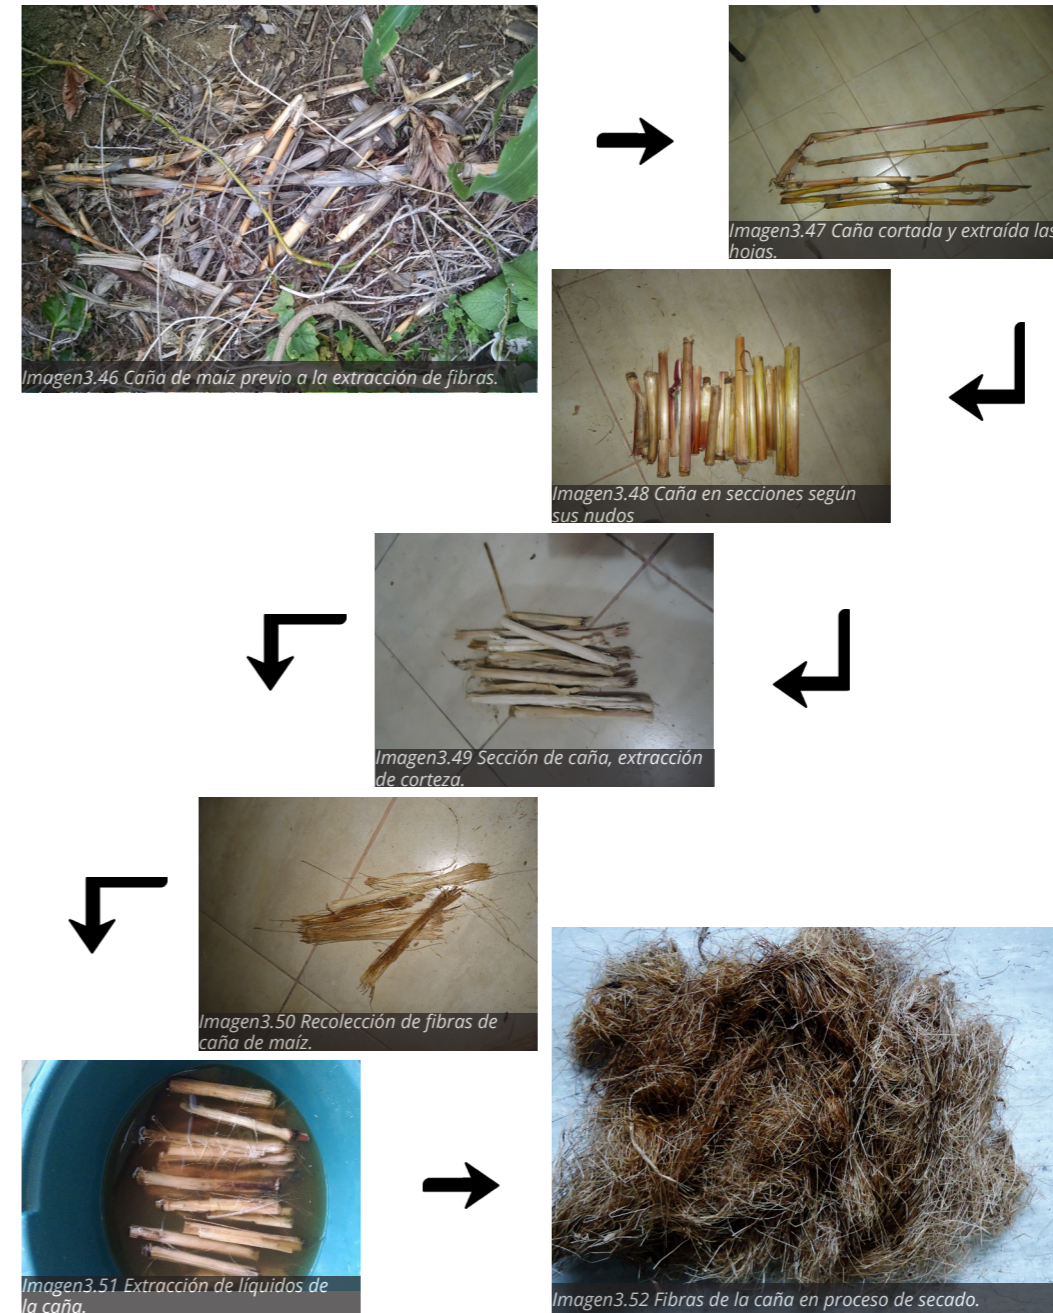 Imagen3.46 Caña de maíz previo a la extracción de fibras.
Imagen3.47 Caña cortada y extraída las
hojas.
Imagen3.48 Caña en secciones según
sus nudos
Imagen3.49 Sección de caña, extracción
de corteza.
Imagen3.50 Recolección de fibras de
caña de maíz.
Imagen3.51 Extracción de líquidos de
la caña.
Imagen3.52 Fibras de la caña en proceso de secado.